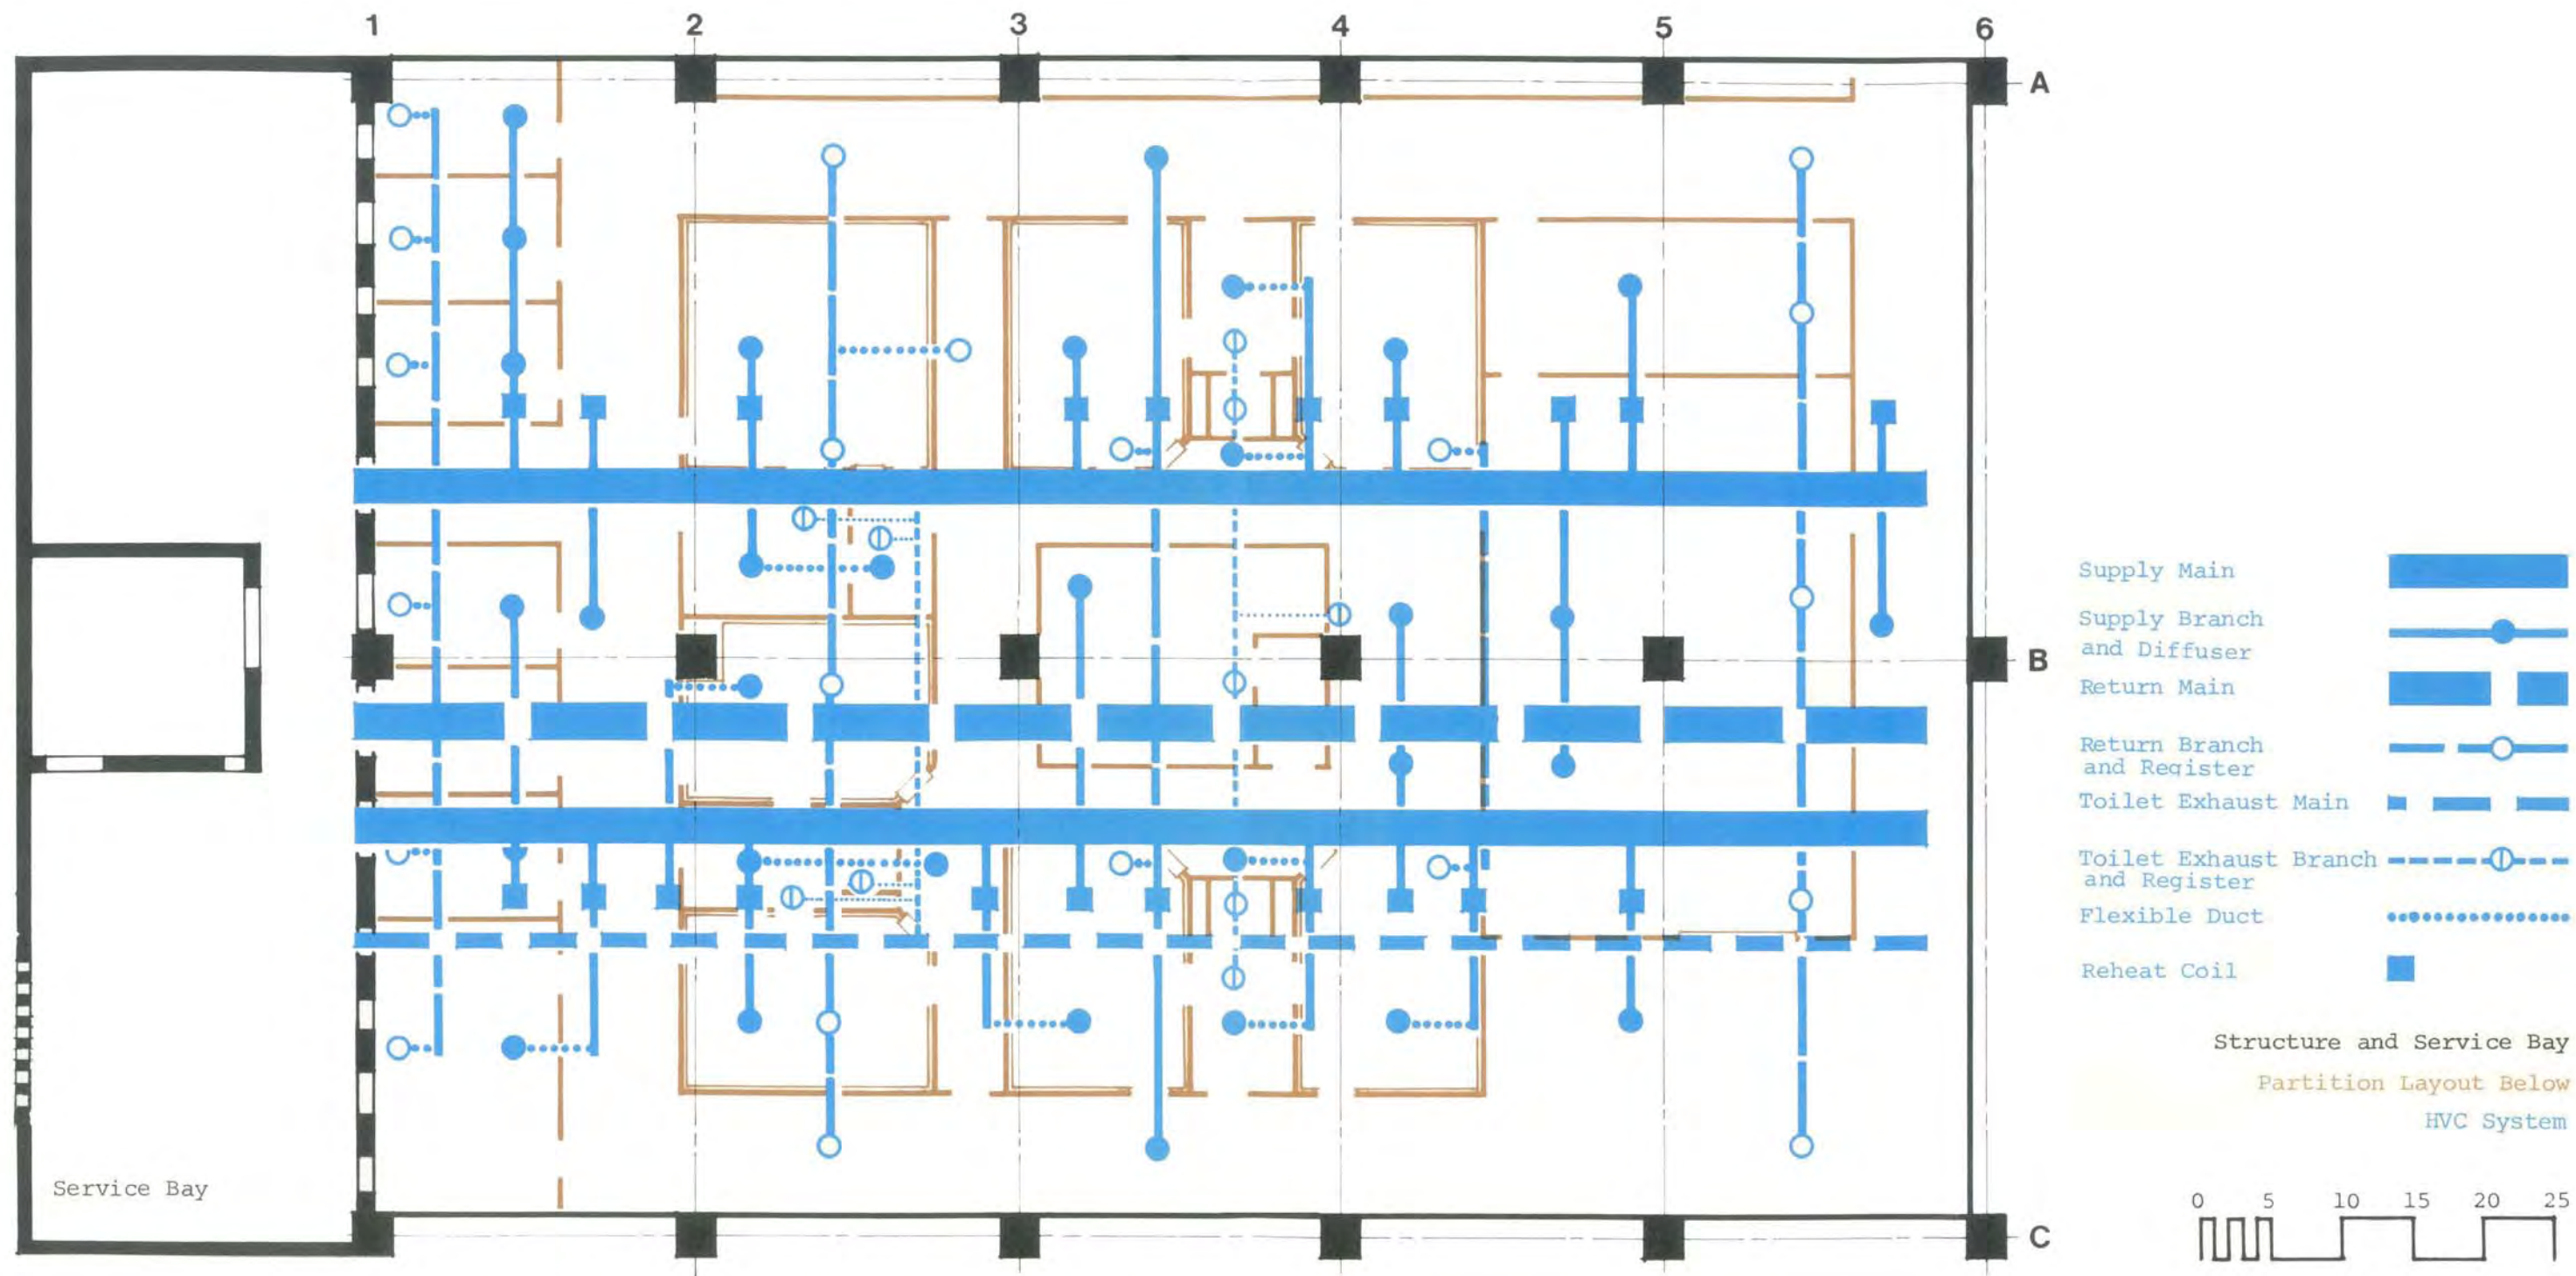 1 2 3 4 5 6
A
B
C
Supply Main
Supply Branch
and Diffuser
Return Main
Return Branch
and Register
Toilet Exhaust Main
Toilet Exhaust Branch
and Register
Flexible Duct
Reheat Coil
Structure and Service Bay
Partition Layout Below
HVC System
0 5 10 15 20 25
Service Bay